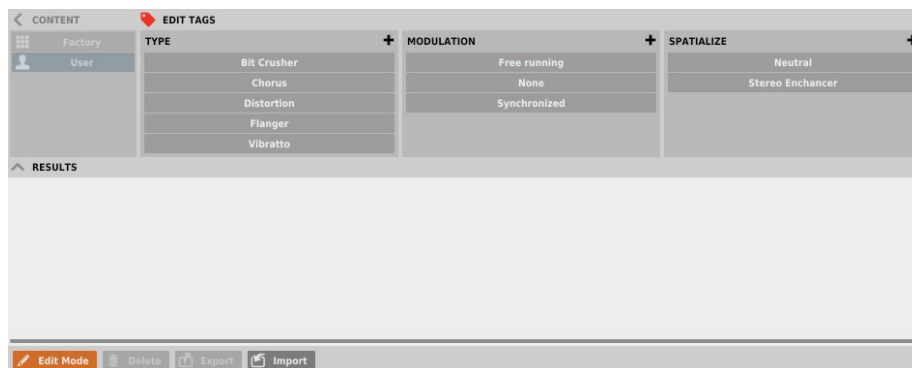 CONTENT EDIT TAGS
Factory TYPE MODULATION SPATIALIZE
User Bit Crusher Free running Neutral
Chorus None Stereo Enchancer
Distortion Synchronized
Flanger
Vibratto
RESULTS
Edit Mode Delete Export Import